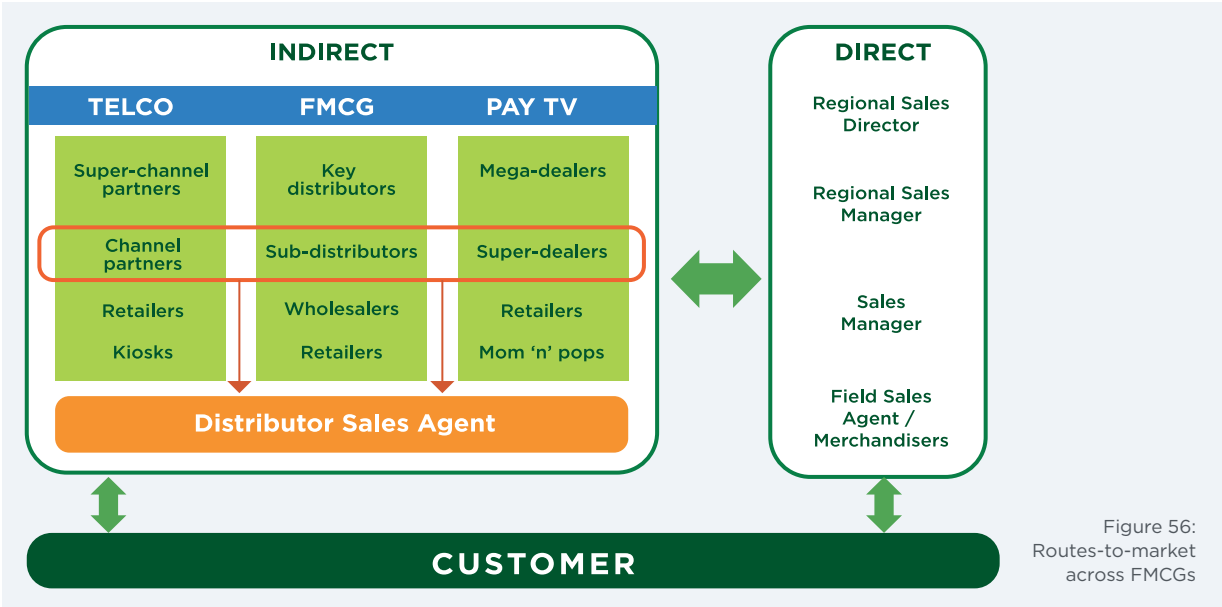 INDIRECT
TELCO
FMCG
PAY TV
Super-channel
partners
Key
distributors
Mega-dealers
Channel
partners
Sub-distributors
Super-dealers
Retailers
Wholesalers
Retailers
Kiosks
Retailers
Mom ‘n’ pops
Distributor Sales Agent
DIRECT
Regional Sales
Director
Regional Sales
Manager
Sales
Manager
Field Sales
Agent /
Merchandisers
CUSTOMER
Figure 56:
Routes-to-market
across FMCGs